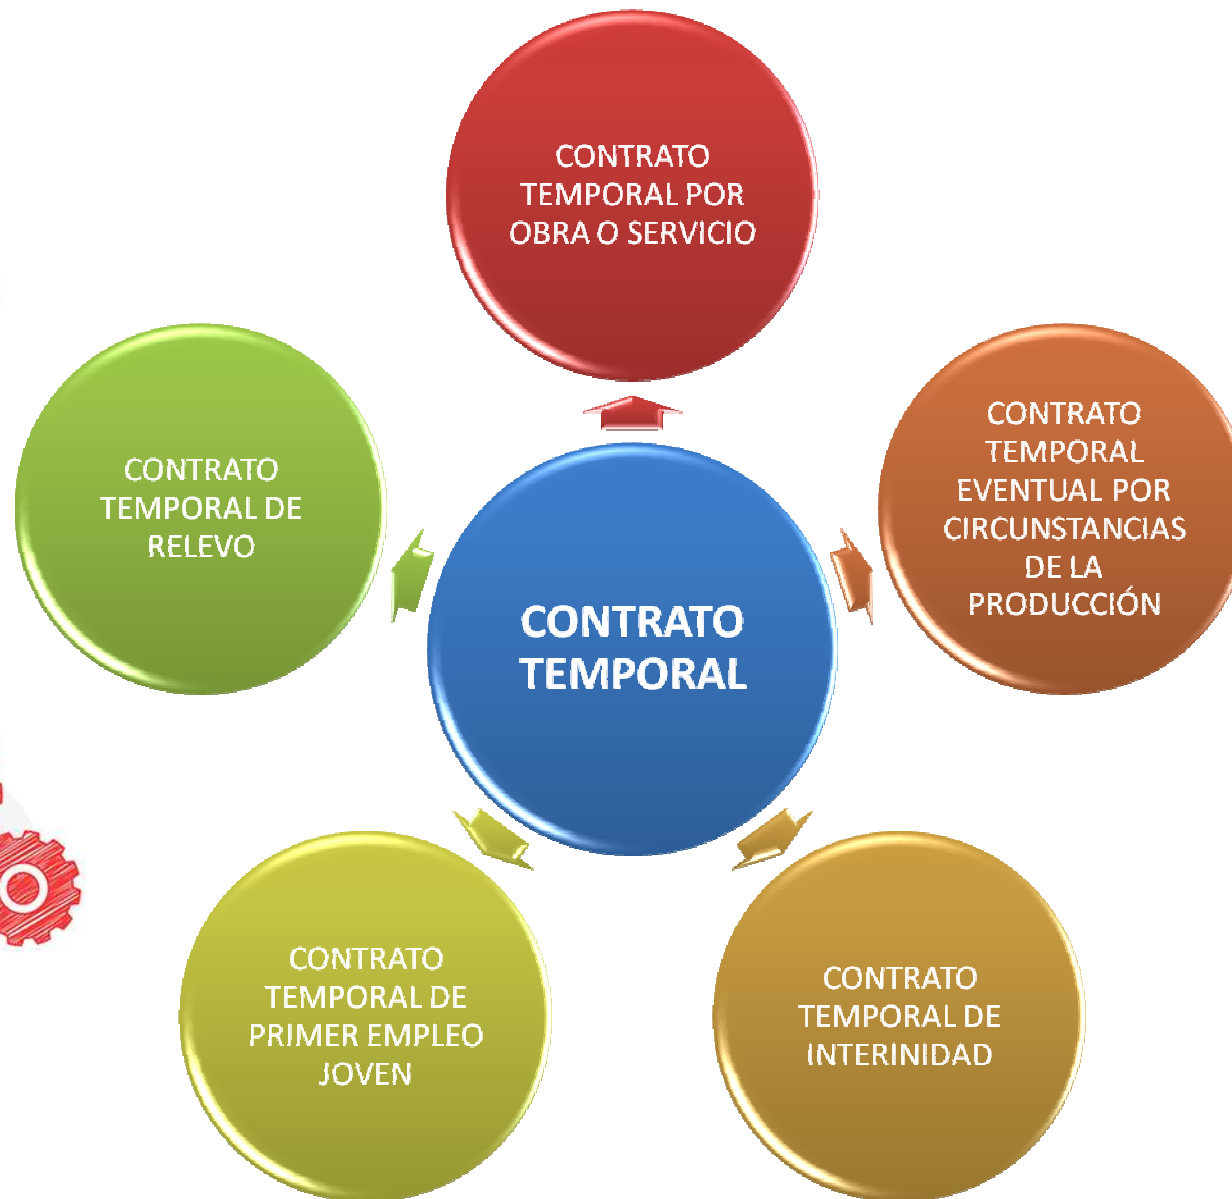 CONTRATO
TEMPORAL POR
OBRA O SERVICIO
CONTRATO
TEMPORAL
EVENTUAL POR
CIRCUNSTANCIAS
DE LA
PRODUCCIÓN
CONTRATO
TEMPORAL DE
RELEVO
CONTRATO
TEMPORAL
CONTRATO
TEMPORAL DE
PRIMER EMPLEO
JOVEN
CONTRATO
TEMPORAL DE
INTERINIDAD